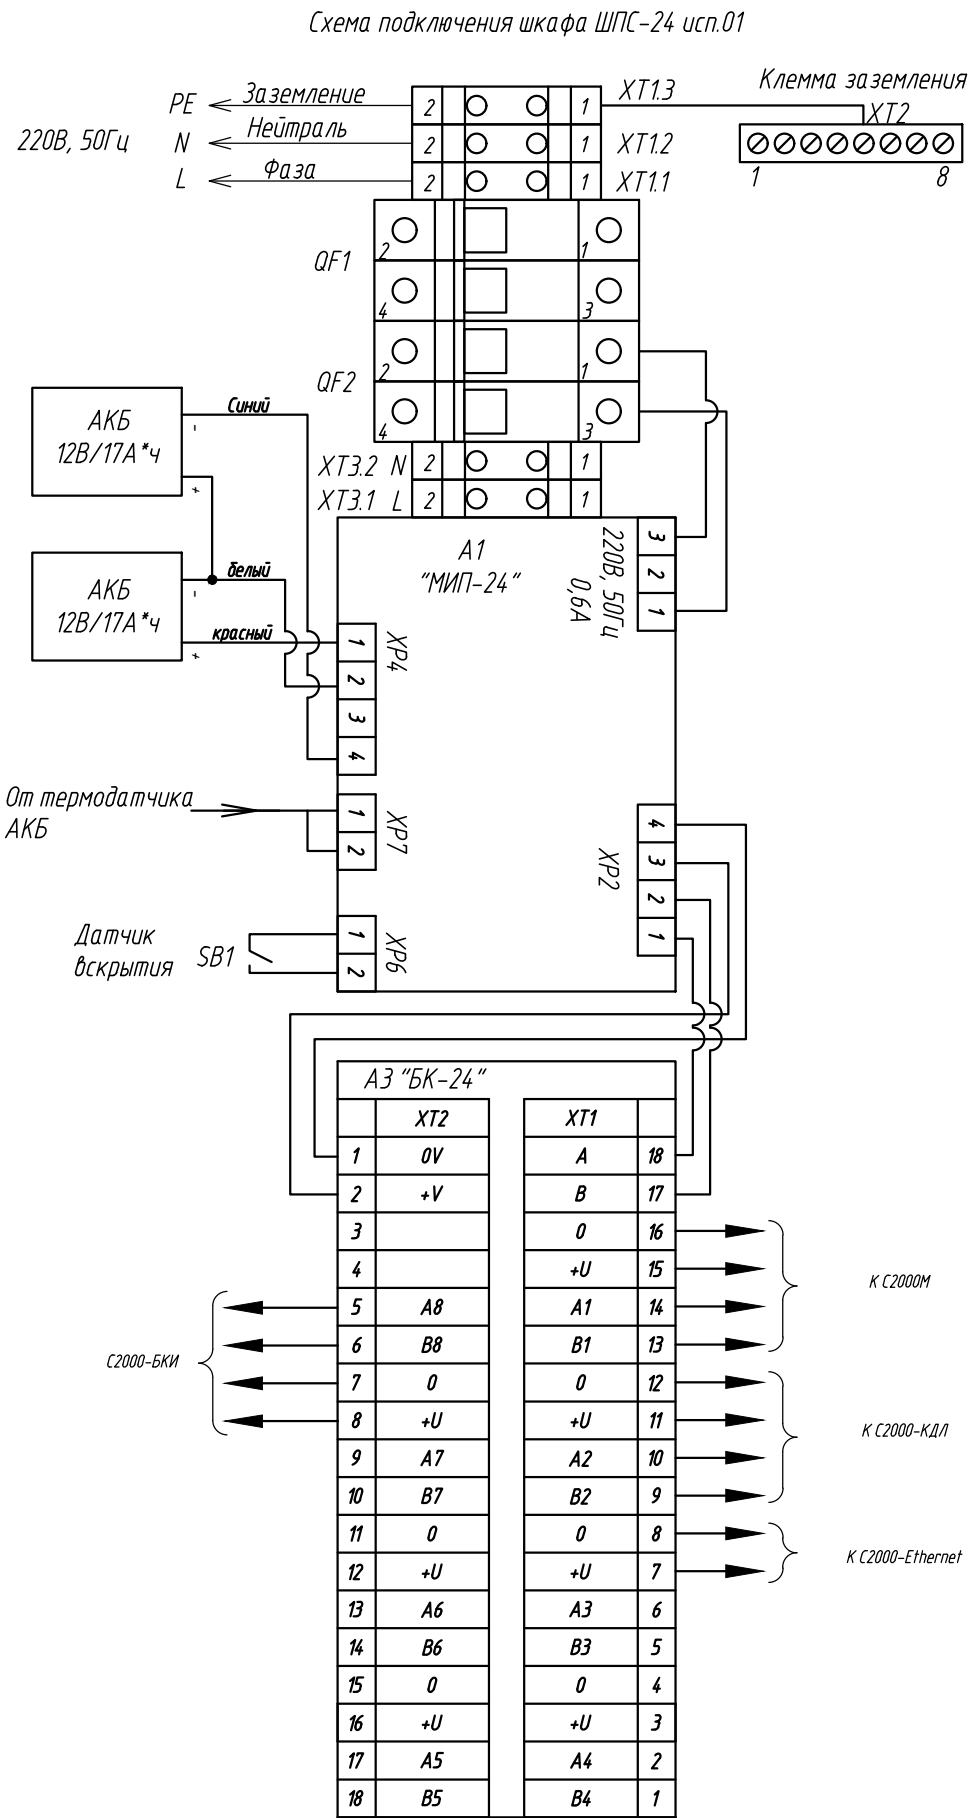 Схема подключения шкафа ШПС-24 исп.01
220В, 50Гц
PE Заземление 2 1 XT1.3
N Нейтраль 2 1 XT1.2
L Фаза 2 1 XT1.1
Клемма заземления
XT2
1 8
QF1
2 1
4 3
QF2
2 1
4 3
XT3.2 N 2 1
XT3.1 L 2 1
АКБ
12В/17А*ч
-
+
Синий
АКБ
12В/17А*ч
-
+
белый
красный
А1
"МИП-24"
220В, 50Гц
0,6А
3
2
1
XP4
1
2
3
4
От термодатчика
АКБ
XP7
1
2
XP2
4
3
2
1
Датчик
вскрытия
SB1
XP6
1
2
А3 "БК-24"
XT2 XT1
1 0V A 18
2 +V B 17
3 0 16
4 +U 15
5 A8 A1 14
6 B8 B1 13
7 0 0 12
8 +U +U 11
9 A7 A2 10
10 B7 B2 9
11 0 0 8
12 +U +U 7
13 A6 A3 6
14 B6 B3 5
15 0 0 4
16 +U +U 3
17 A5 A4 2
18 B5 B4 1
С2000-БКИ
К С2000М
К С2000-КДЛ
К С2000-Ethernet